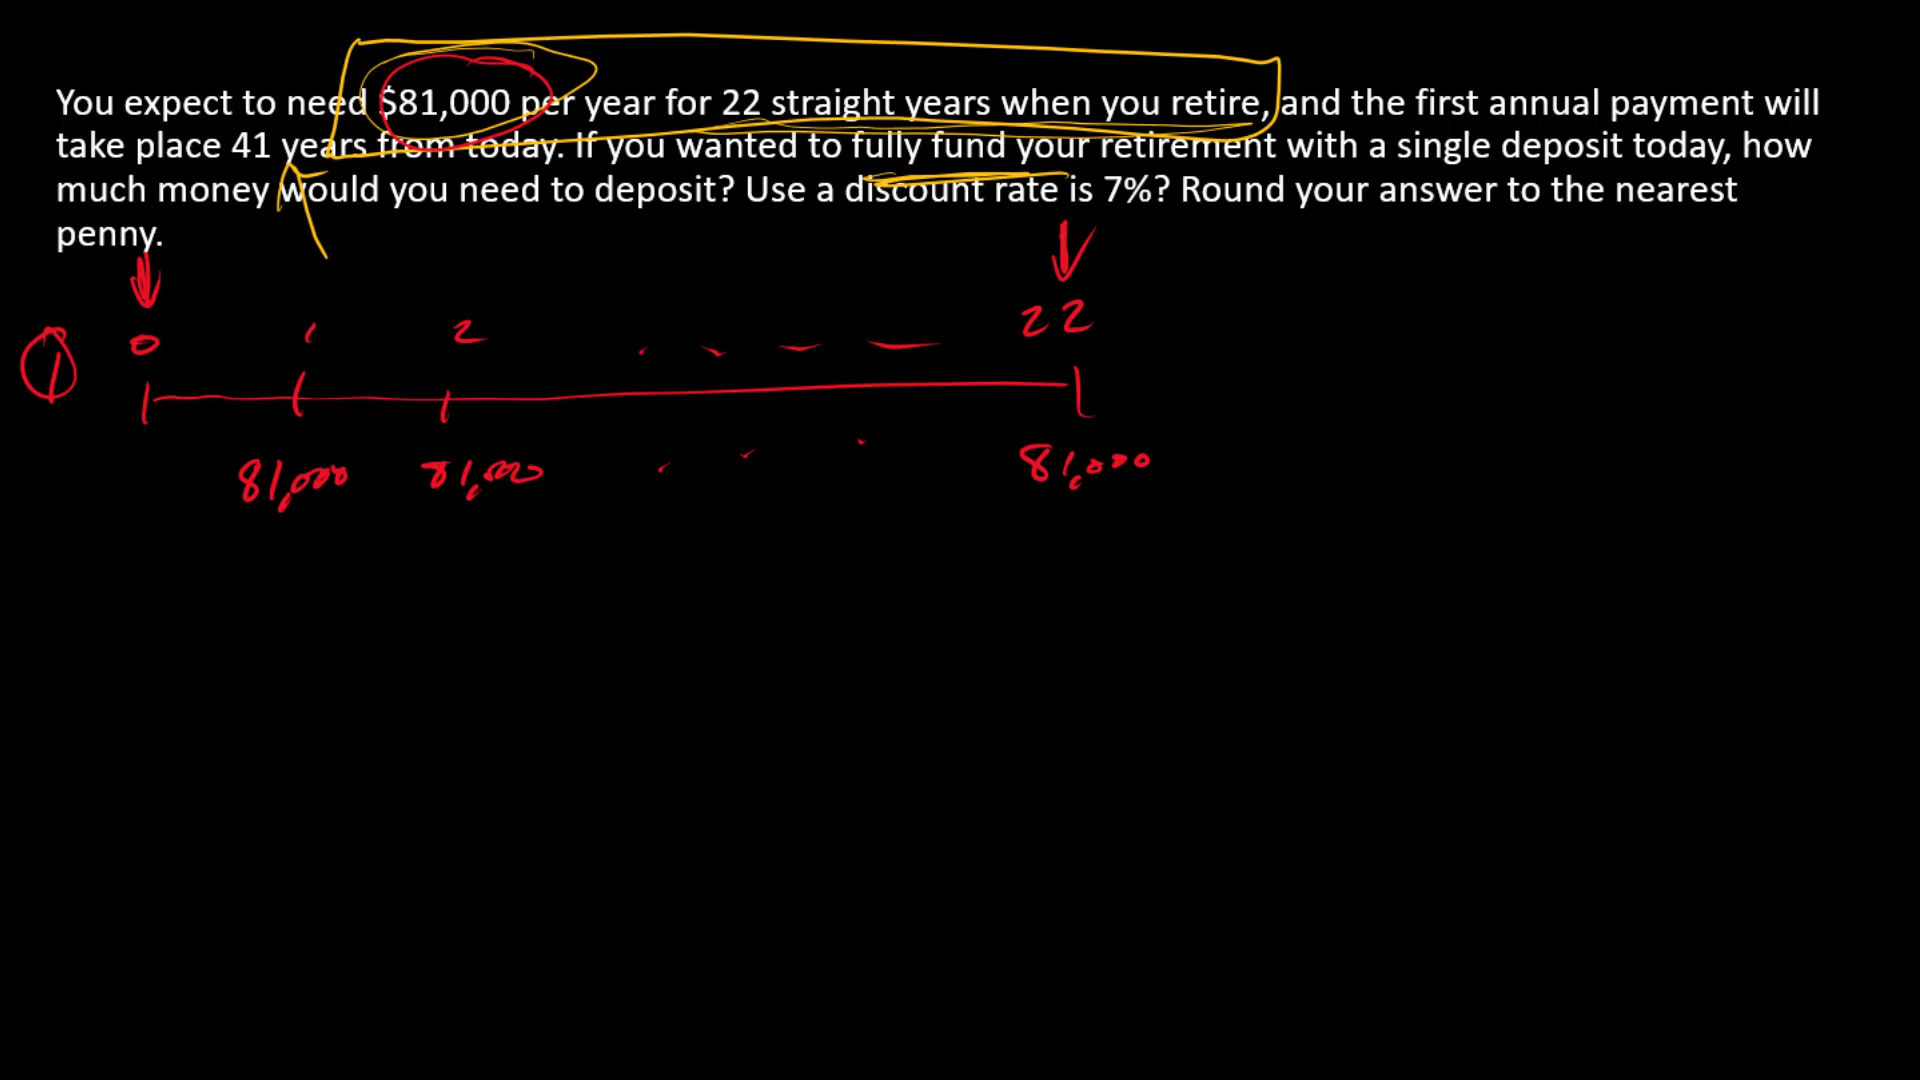 You expect to need $81,000 per year for 22 straight years when you retire, and the first annual payment will
take place 41 years from today. If you wanted to fully fund your retirement with a single deposit today, how
much money would you need to deposit? Use a discount rate is 7%? Round your answer to the nearest
penny.
1 0 1 2 . . . 22
81,000 81,000 . . . 81,000